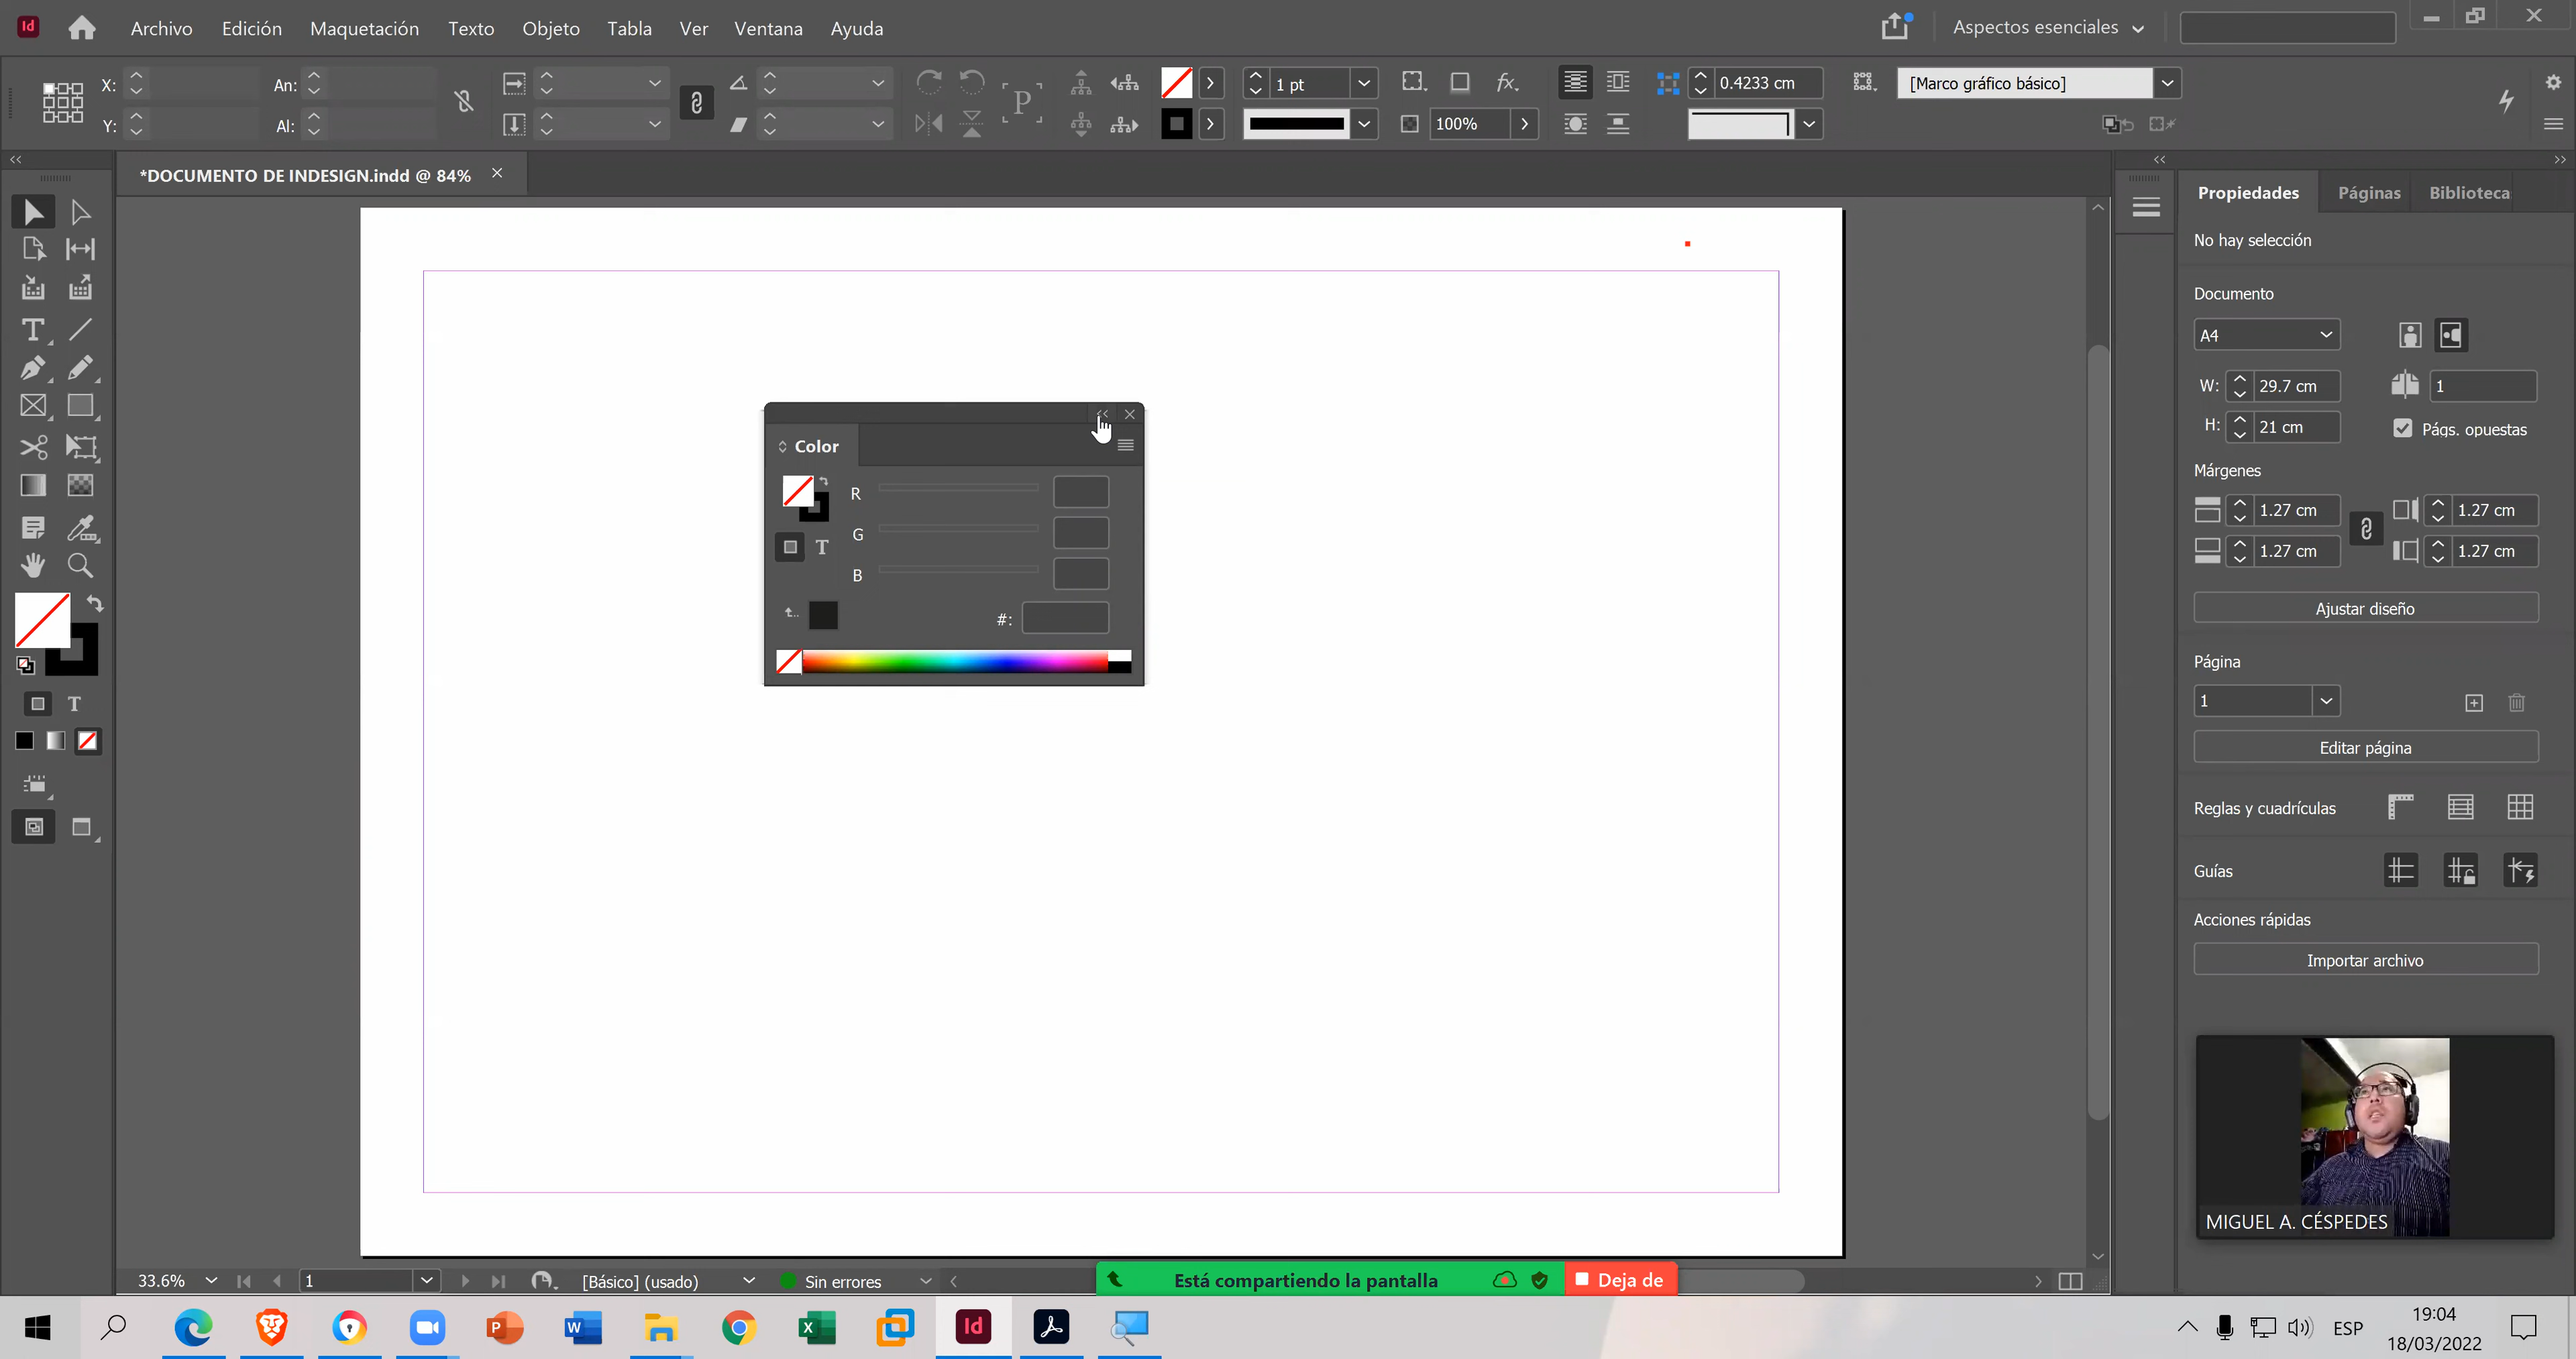 Id
Archivo Edición Maquetación Texto Objeto Tabla Ver Ventana Ayuda
Aspectos esenciales
X: An: 1 pt 0.4233 cm [Marco gráfico básico]
Y: Al: 100%
P fx.
*DOCUMENTO DE INDESIGN.indd @ 84%
Propiedades Páginas Biblioteca
No hay selección
Documento
A4
W: 29.7 cm 1
H: 21 cm Págs. opuestas
Márgenes
1.27 cm 1.27 cm
1.27 cm 1.27 cm
Ajustar diseño
Página
1
Editar página
Reglas y cuadrículas
Guías
Acciones rápidas
Importar archivo
Color
R
G
T
B
#:
T
T
MIGUEL A. CÉSPEDES
33.6% 1 [Básico] (usado) Sin errores
Está compartiendo la pantalla Deja de
P W X Id
ESP
19:04
18/03/2022